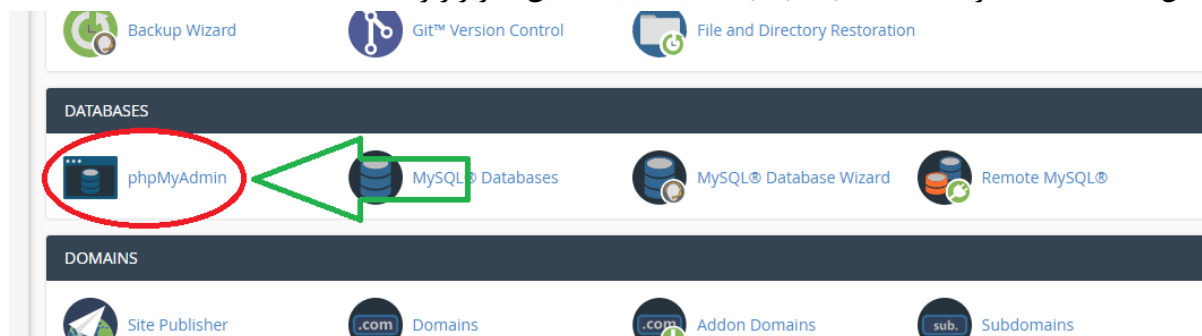 Backup Wizard
Git™ Version Control
File and Directory Restoration
DATABASES
phpMyAdmin
MySQL® Databases
MySQL® Database Wizard
Remote MySQL®
DOMAINS
Site Publisher
.com
Domains
.com
Addon Domains
sub.
Subdomains